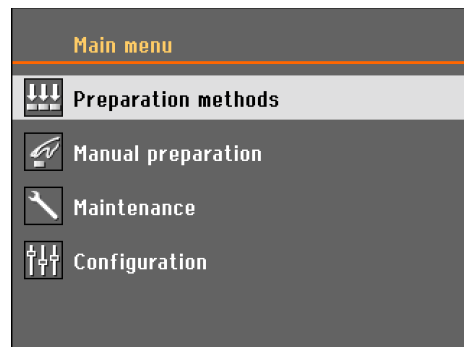 Main menu
Preparation methods
Manual preparation
Maintenance
Configuration